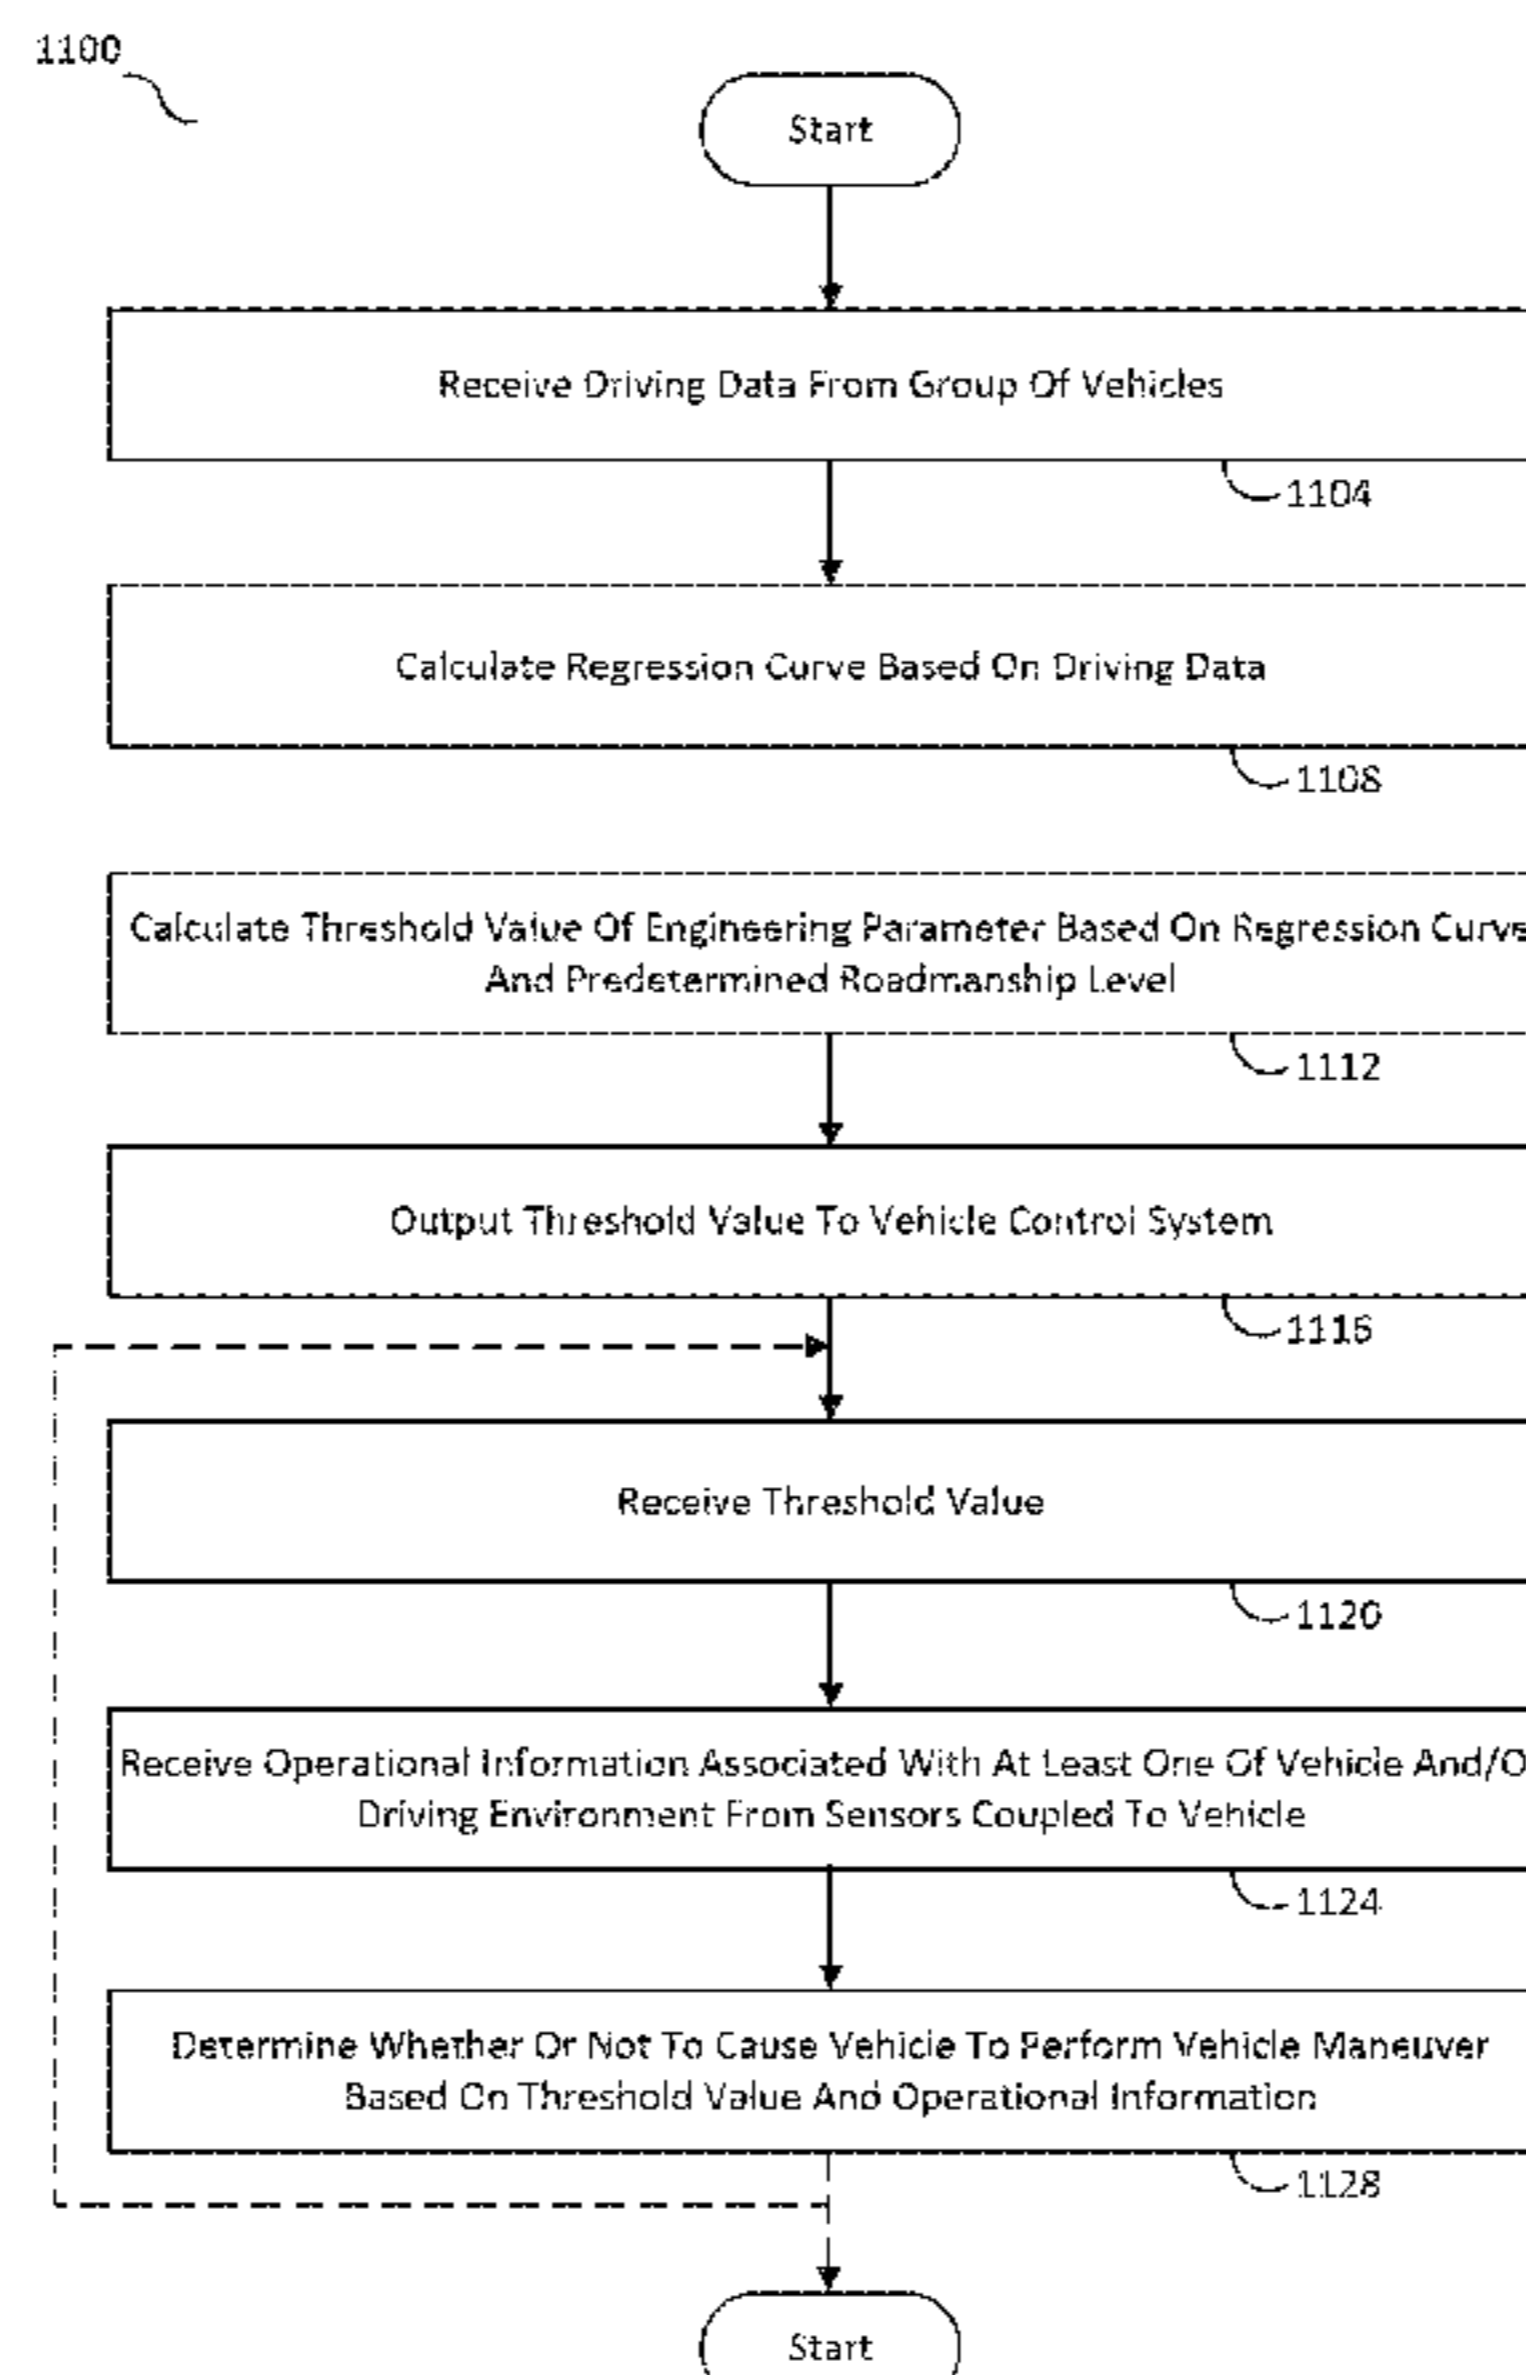 1100
Start
Receive Driving Data From Group Of Vehicles
1104
Calculate Regression Curve Based On Driving Data
1108
Calculate Threshold Value Of Engineering Parameter Based On Regression Curve
And Predetermined Roadmanship Level
1112
Output Threshold Value To Vehicle Control System
1116
Receive Threshold Value
1120
Receive Operational Information Associated With At Least One Of Vehicle And/O
Driving Environment From Sensors Coupled To Vehicle
1124
Determine Whether Or Not To Cause Vehicle To Perform Vehicle Maneuver
Based On Threshold Value And Operational Information
1128
Start